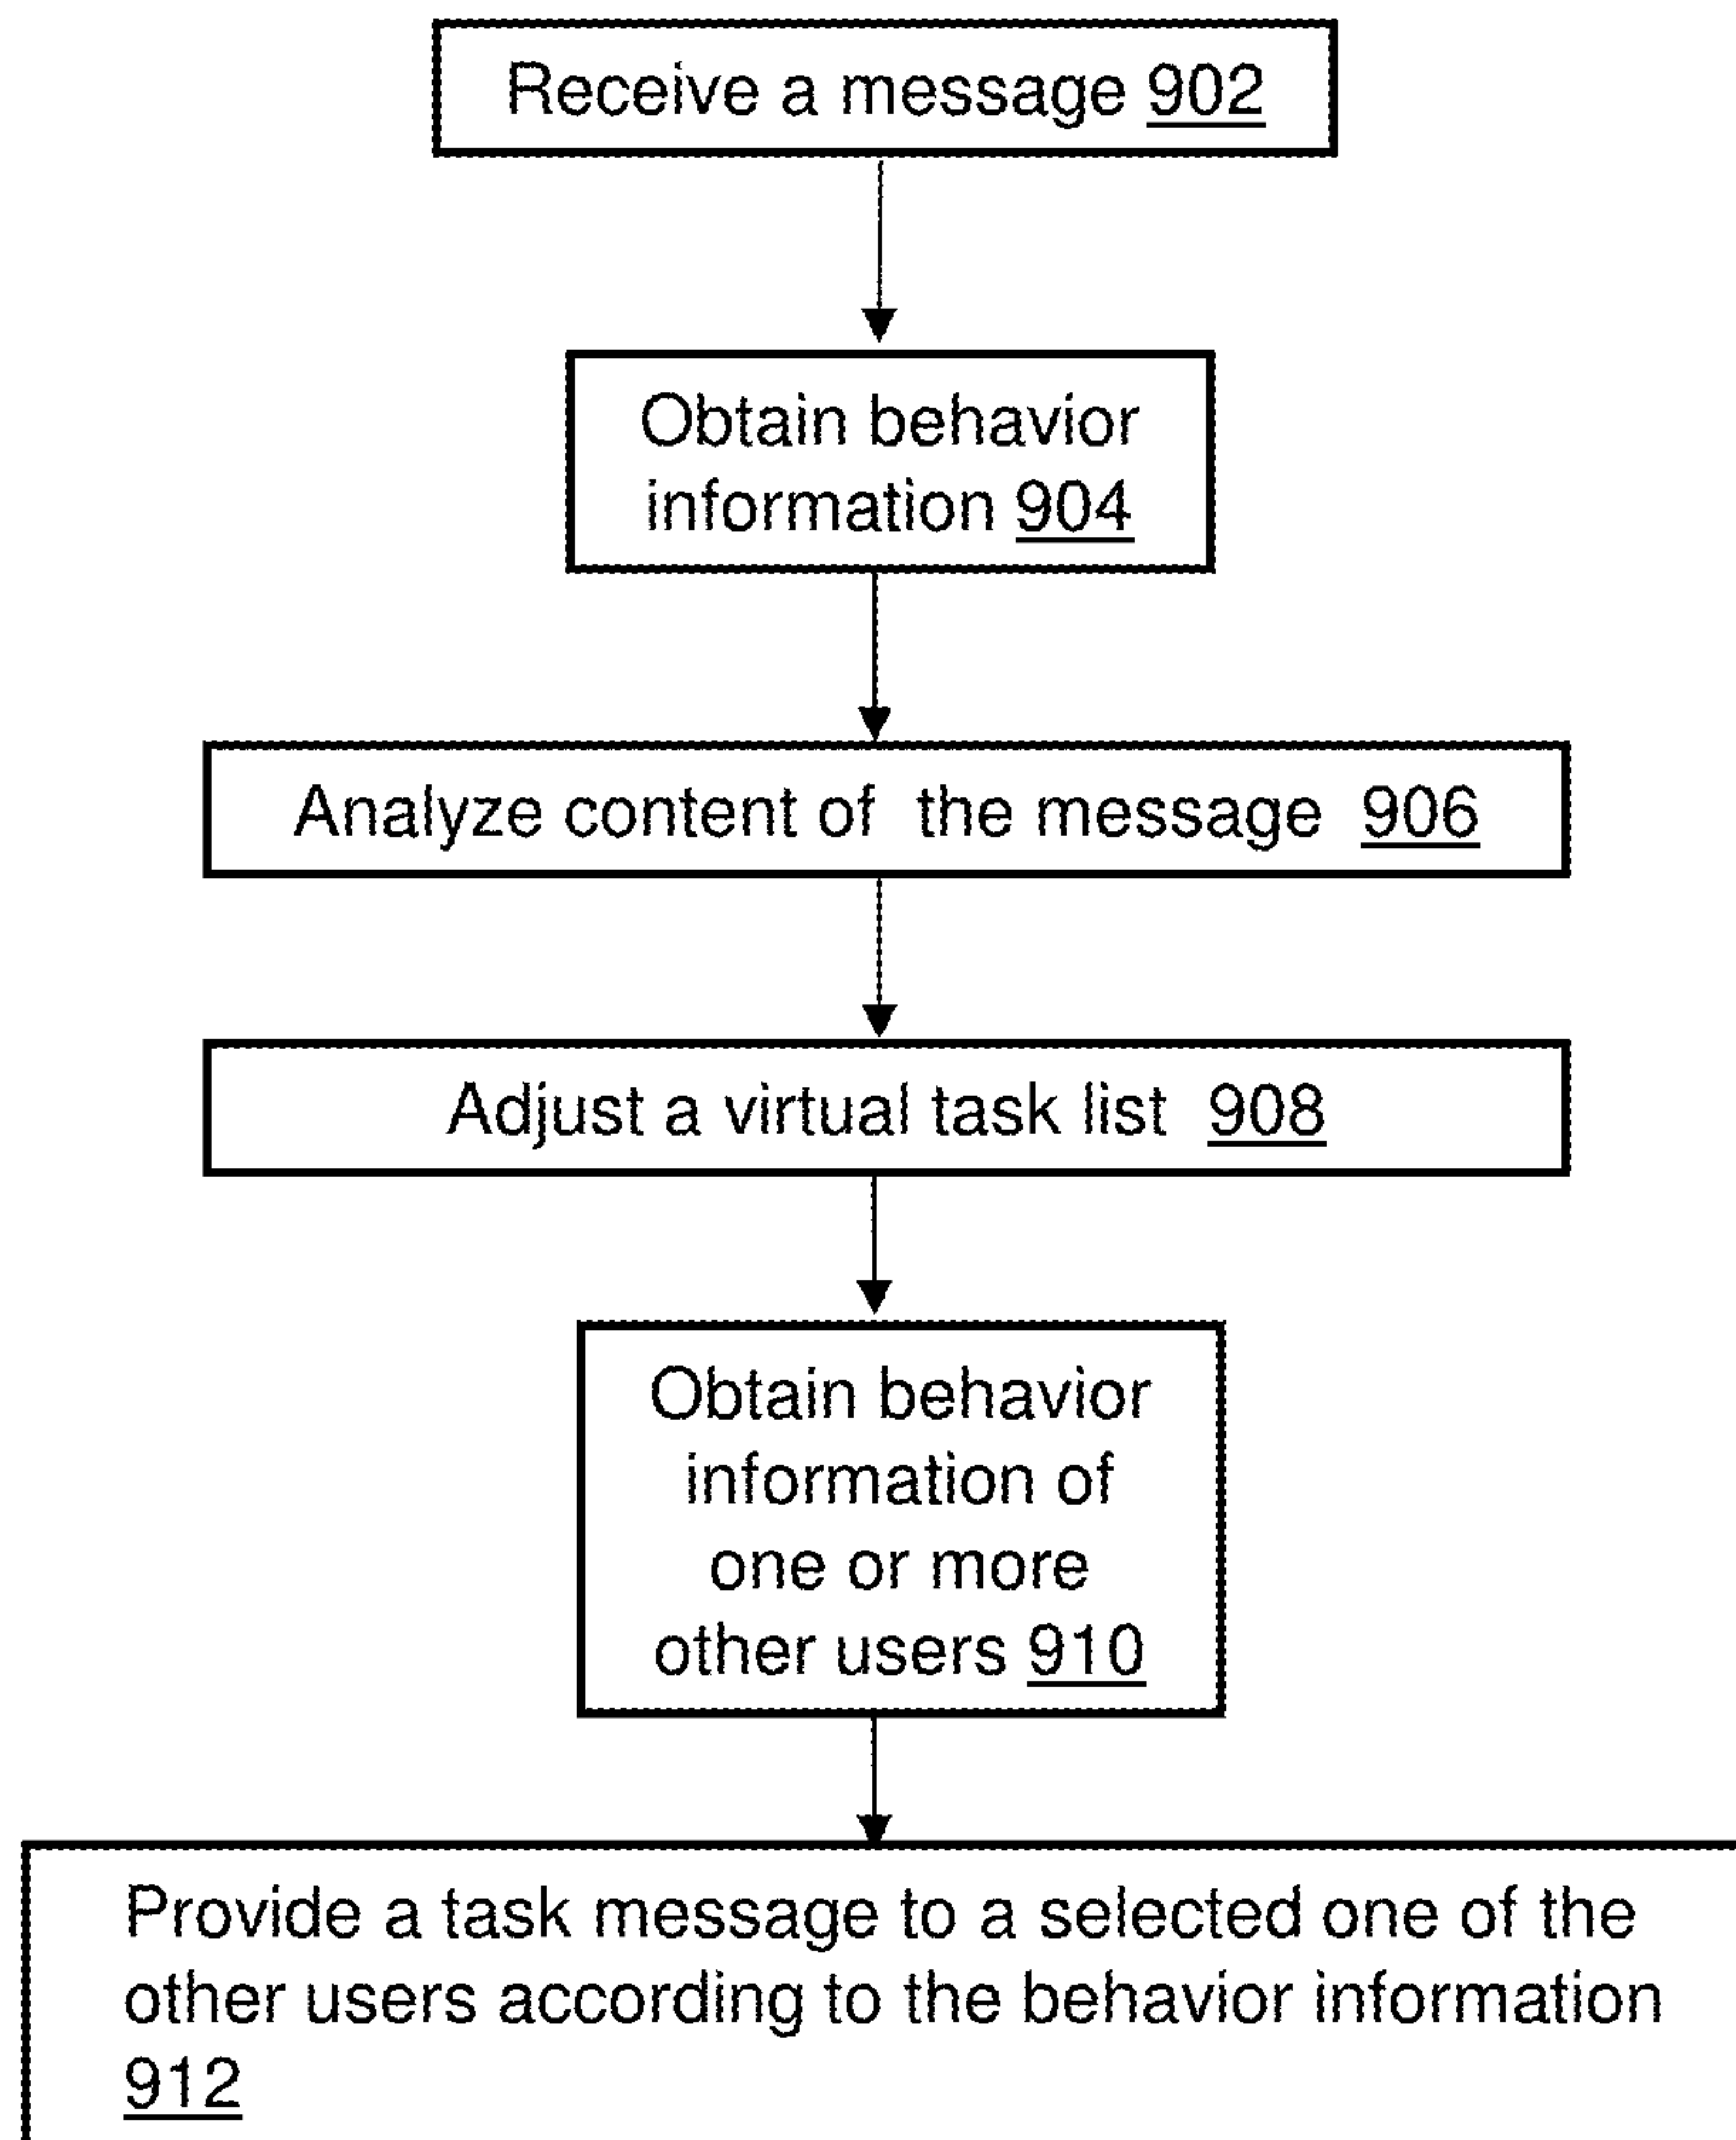 Receive a message 902
Obtain behavior
information 904
Analyze content of the message 906
Adjust a virtual task list 908
Obtain behavior
information of
one or more
other users 910
Provide a task message to a selected one of the
other users according to the behavior information
912